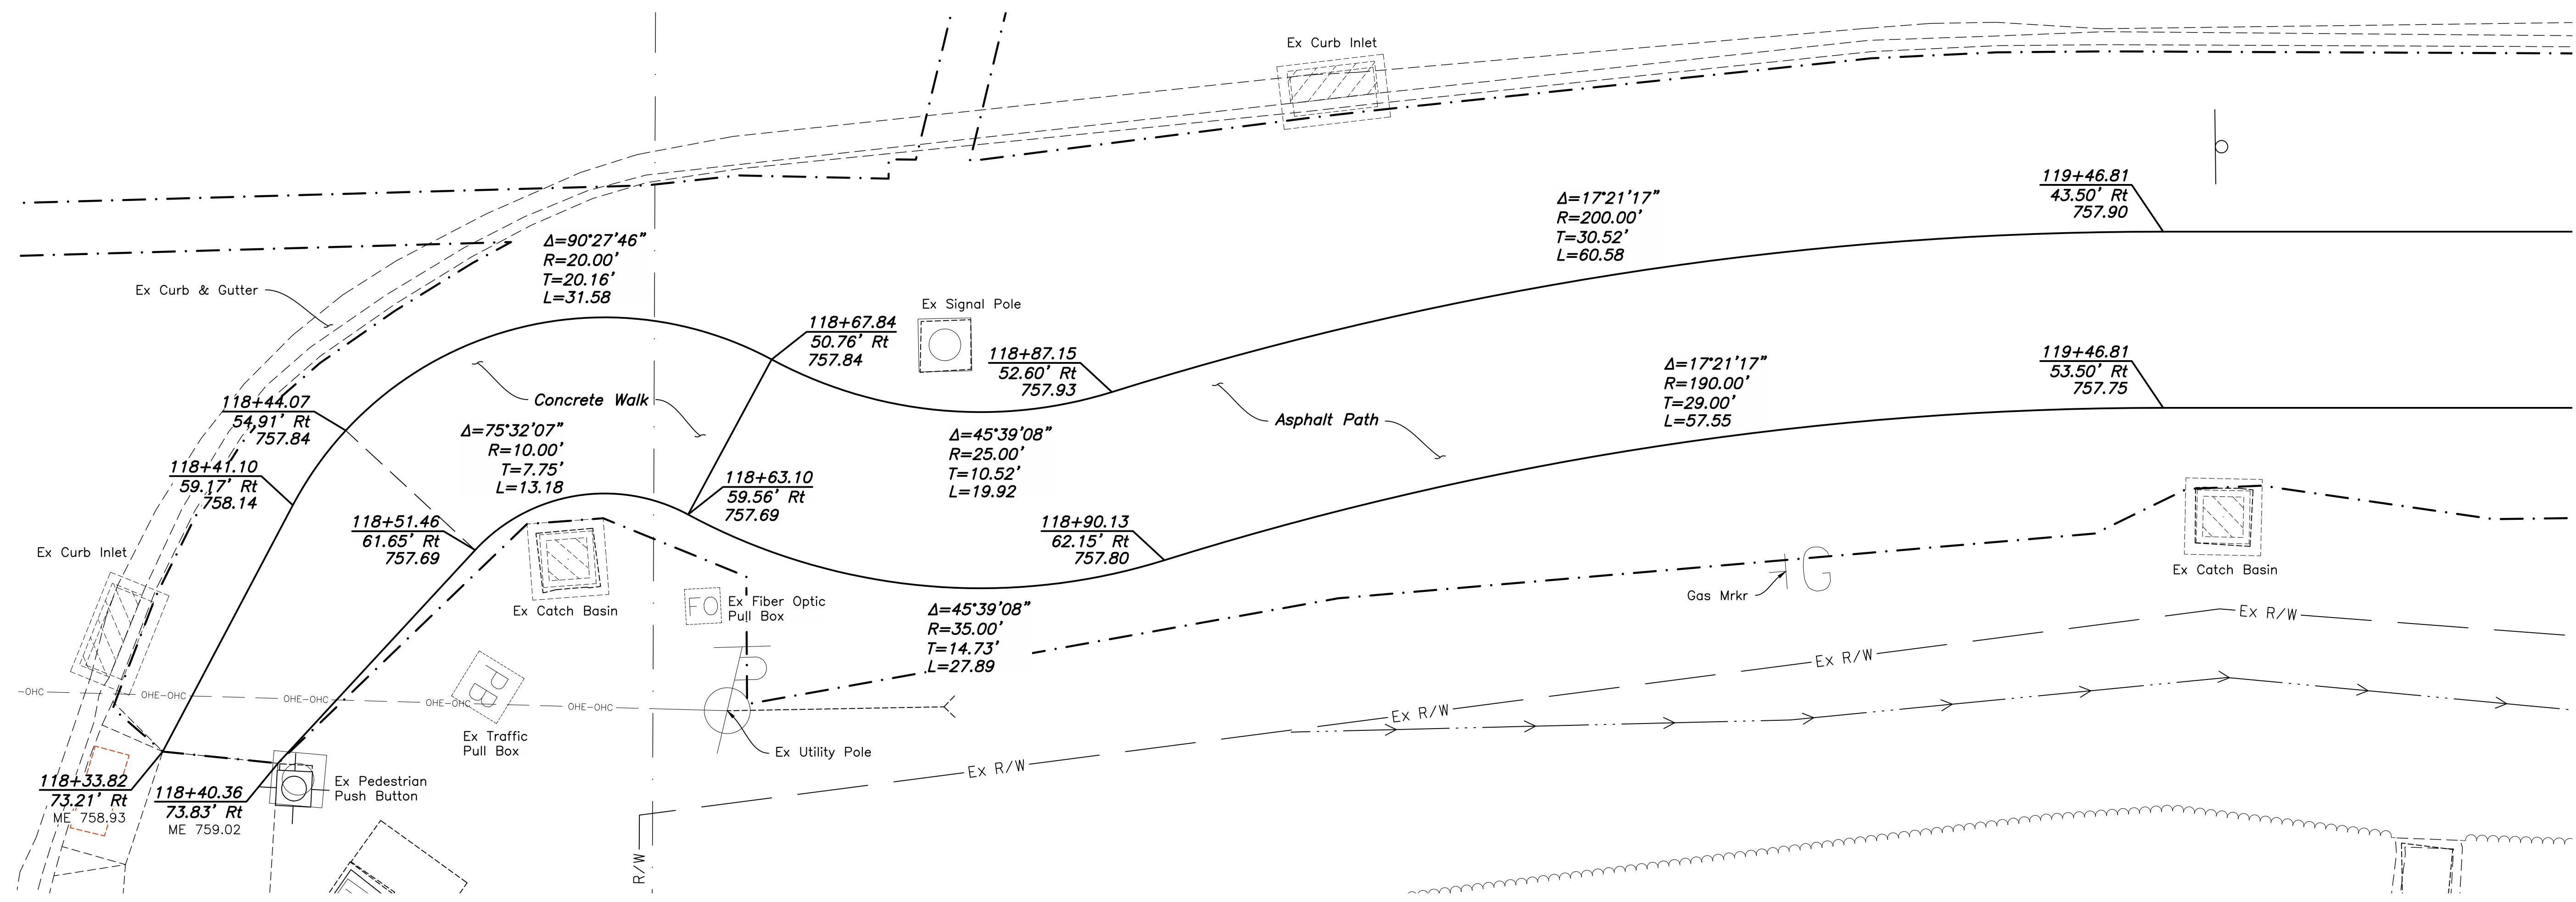 Ex Curb Inlet
119+46.81
43.50' Rt
757.90
Δ=17°21'17"
R=200.00'
T=30.52'
L=60.58
Δ=90°27'46"
R=20.00'
T=20.16'
L=31.58
Ex Curb & Gutter
Ex Signal Pole
118+67.84
50.76' Rt
757.84
118+87.15
52.60' Rt
757.93
119+46.81
53.50' Rt
757.75
Δ=17°21'17"
R=190.00'
T=29.00'
L=57.55
118+44.07
54.91' Rt
757.84
Concrete Walk
Asphalt Path
Δ=75°32'07"
R=10.00'
T=7.75'
L=13.18
Δ=45°39'08"
R=25.00'
T=10.52'
L=19.92
118+41.10
59.17' Rt
758.14
118+63.10
59.56' Rt
757.69
118+51.46
61.65' Rt
757.69
118+90.13
62.15' Rt
757.80
Ex Curb Inlet
Ex Catch Basin
FO
Ex Fiber Optic
Pull Box
Δ=45°39'08"
R=35.00'
T=14.73'
L=27.89
Gas Mrkr
G
Ex Catch Basin
Ex R/W
Ex R/W
Ex R/W
Ex R/W
-OHC
OHE-OHC
OHE-OHC
OHE-OHC
OHE-OHC
PB
P
Ex Traffic
Pull Box
Ex Utility Pole
118+33.82
73.21' Rt
ME 758.93
118+40.36
73.83' Rt
ME 759.02
Ex Pedestrian
Push Button
R/W